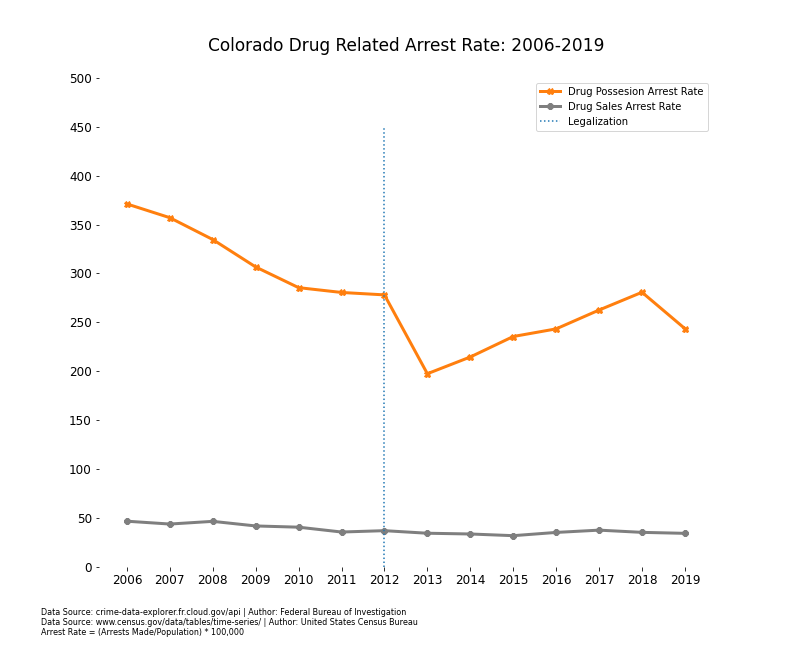 Colorado Drug Related Arrest Rate: 2006-2019
500
450
400
350
300
250
200
150
100
50
0
Drug Possesion Arrest Rate
Drug Sales Arrest Rate
Legalization
2006 2007 2008 2009 2010 2011 2012 2013 2014 2015 2016 2017 2018 2019
Data Source: crime-data-explorer.fr.cloud.gov/api | Author: Federal Bureau of Investigation
Data Source: www.census.gov/data/tables/time-series/ | Author: United States Census Bureau
Arrest Rate = (Arrests Made/Population) * 100,000